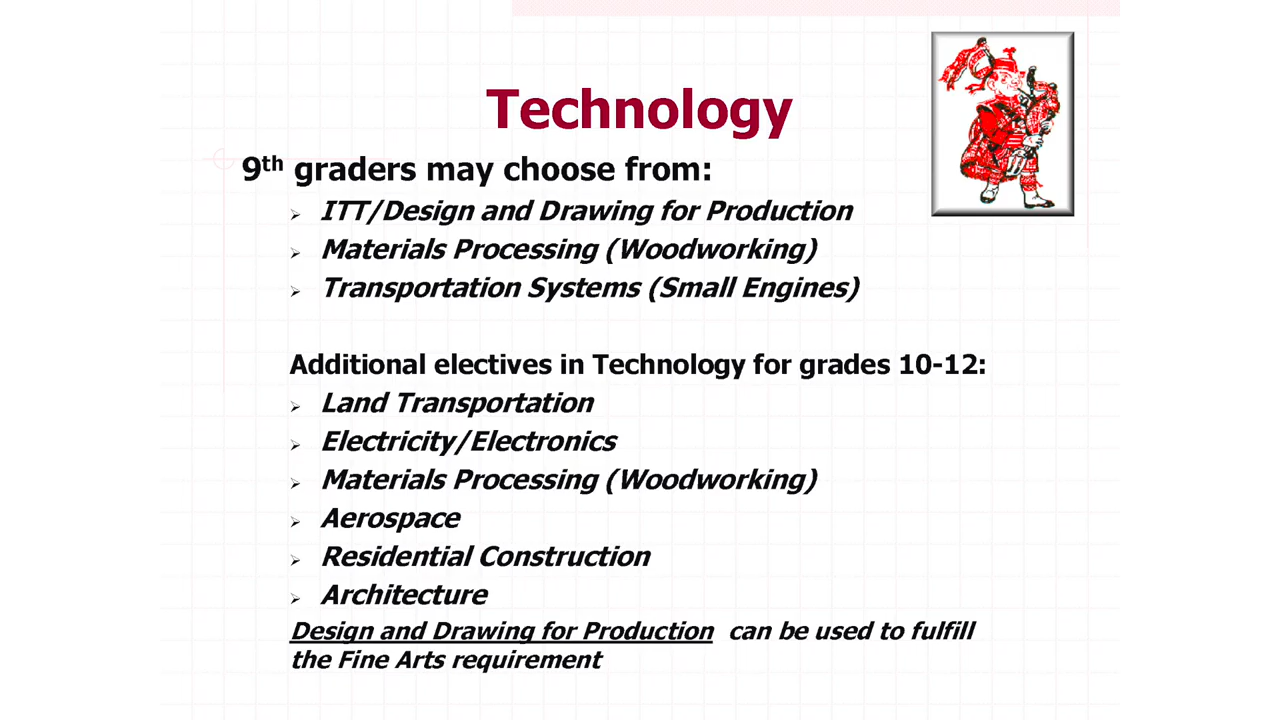 Technology
9th graders may choose from:
ITT/Design and Drawing for Production
Materials Processing (Woodworking)
Transportation Systems (Small Engines)
Additional electives in Technology for grades 10-12:
Land Transportation
Electricity/Electronics
Materials Processing (Woodworking)
Aerospace
Residential Construction
Architecture
Design and Drawing for Production can be used to fulfill
the Fine Arts requirement